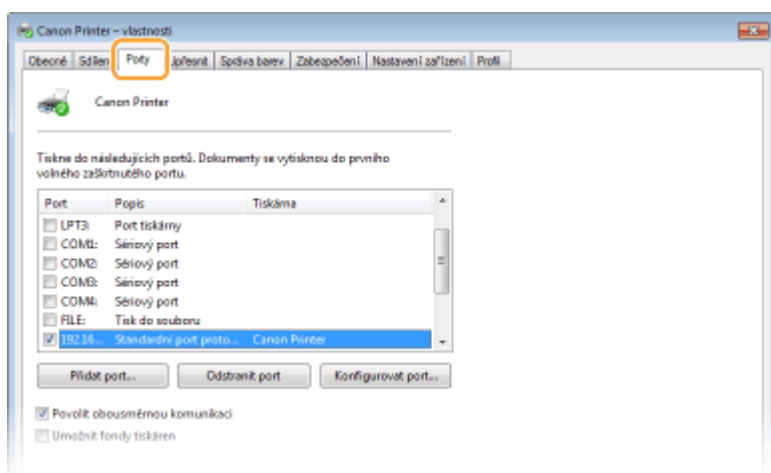 Canon Printer – vlastnosti
Obecné Sdílen Poty Upřesnit Správa barev Zabezpečení Nastavení zařízení Profil
Canon Printer
Tiskne do následujících portů. Dokumenty se vytisknou do prvního
volného zaškrtnutého portu.
Port Popis Tiskárna
LPT3: Port tiskárny
COM1: Sériový port
COM2: Sériový port
COM3: Sériový port
COM4: Sériový port
FILE: Tisk do souboru
192.16... Standardní port proto... Canon Printer
Přidat port... Odstranit port Konfigurovat port...
Povolit obousměrnou komunikaci
Umožnit fondy tiskáren